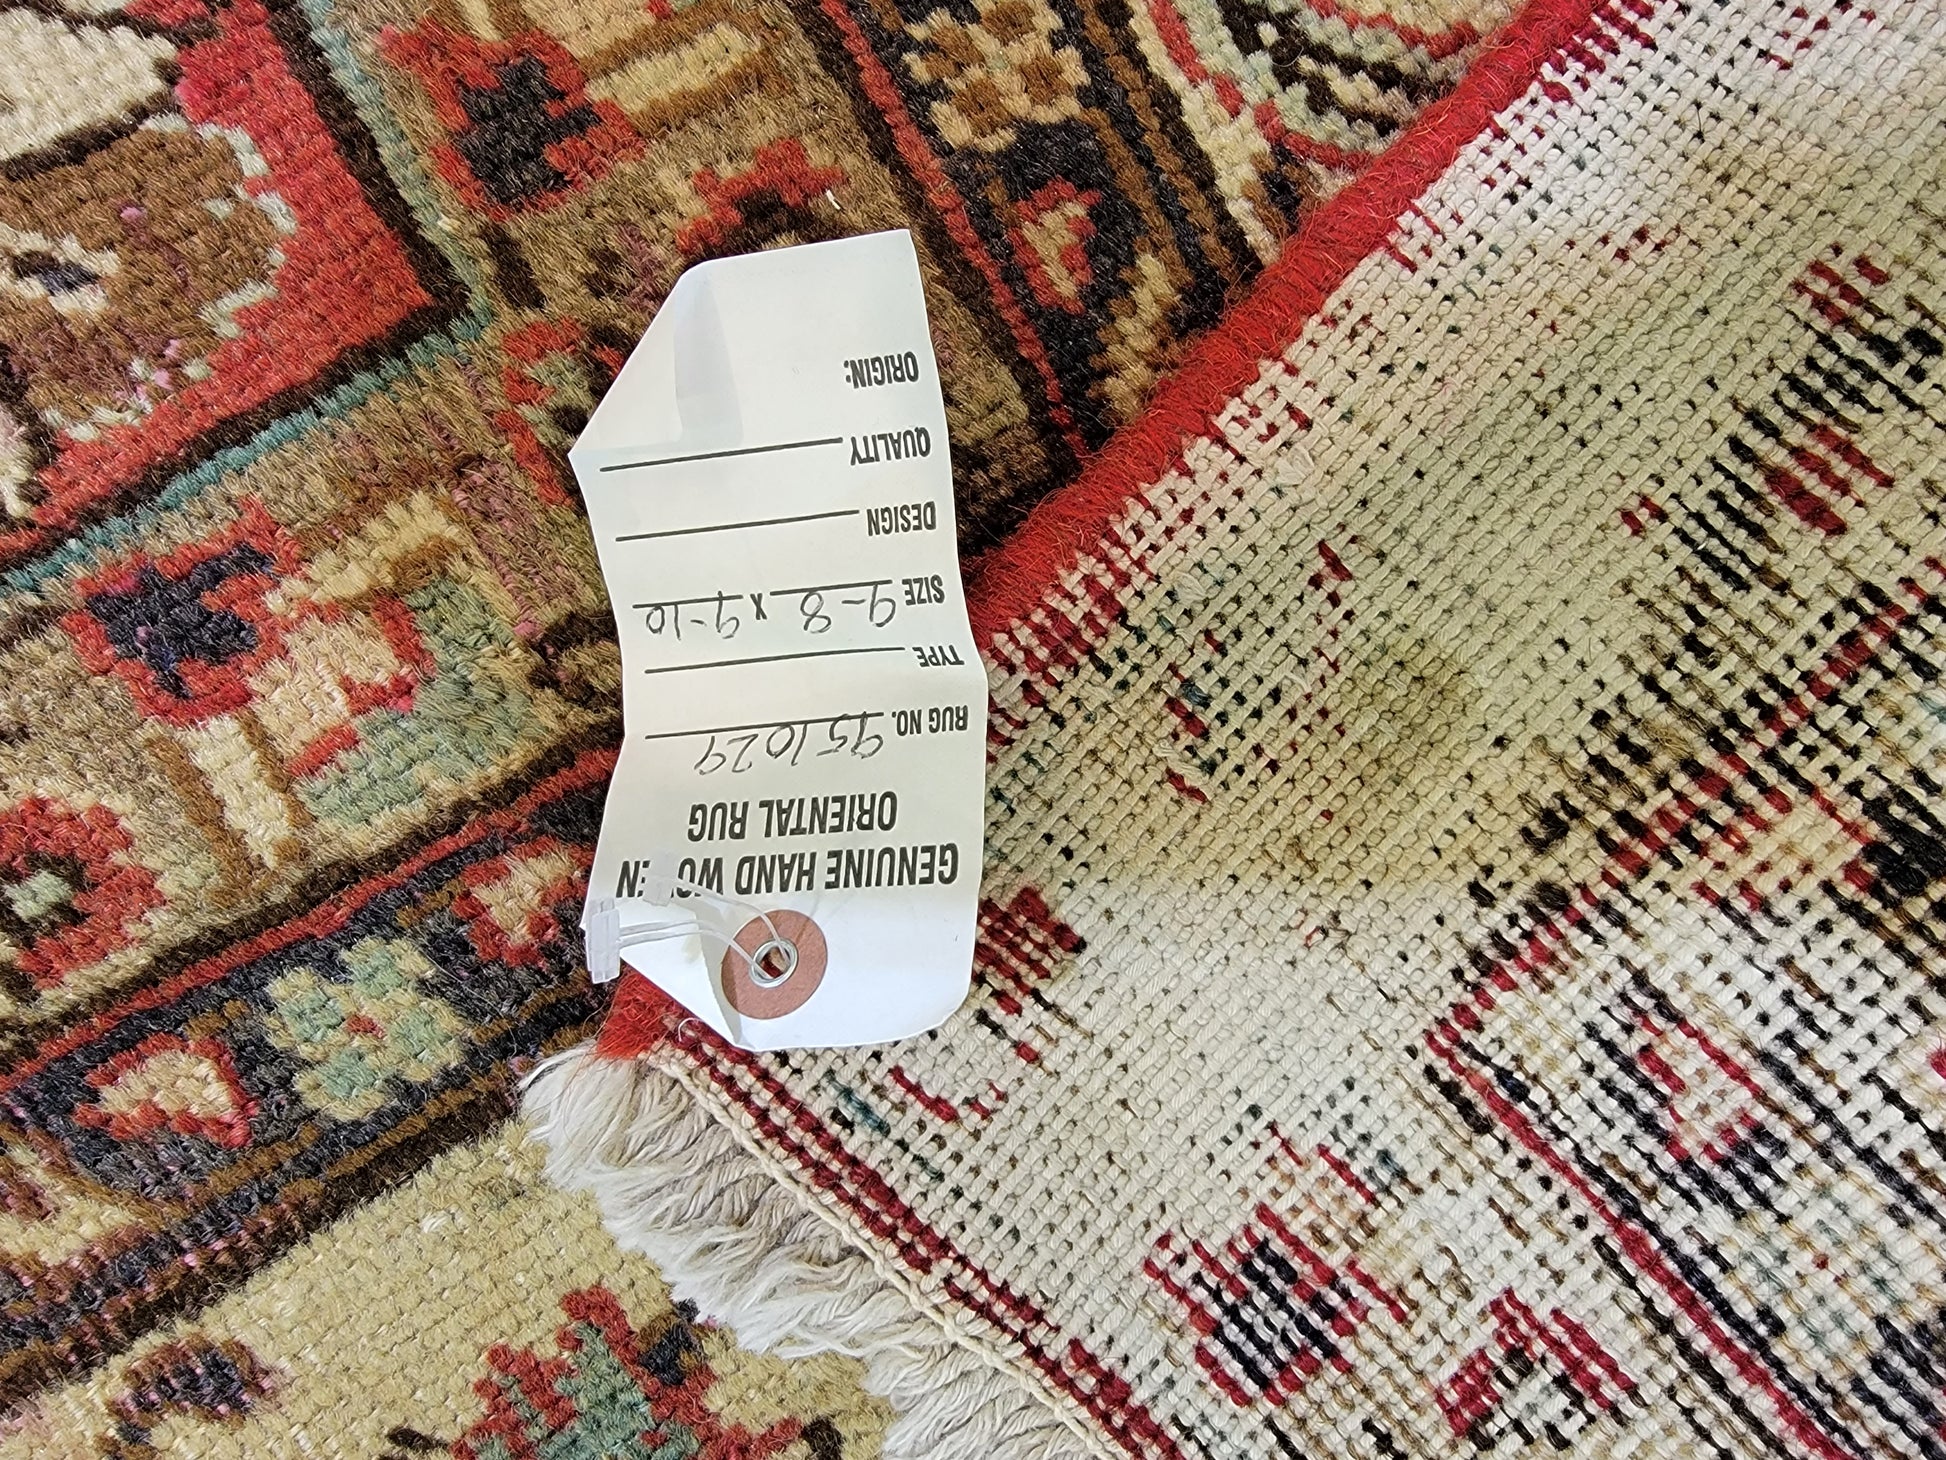 GENUINE HAND WOVEN
ORIENTAL RUG
RUG NO. 951029
TYPE
SIZE 9-8 x 9-10
DESIGN
QUALITY
ORIGIN: